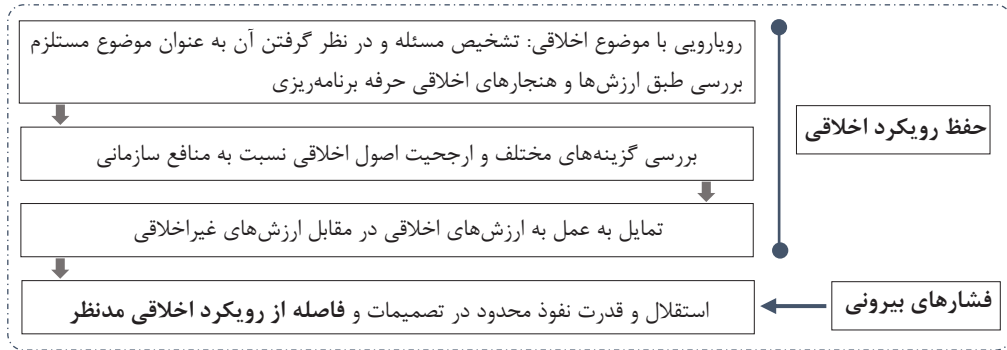 رویارویی با موضوع اخلاقی: تشخیص مسئله و در نظر گرفتن آن به عنوان موضوع مستلزم
بررسی طبق ارزش‌ها و هنجارهای اخلاقی حرفه برنامه‌ریزی
حفظ رویکرد اخلاقی
بررسی گزینه‌های مختلف و ارجحیت اصول اخلاقی نسبت به منافع سازمانی
تمایل به عمل به ارزش‌های اخلاقی در مقابل ارزش‌های غیراخلاقی
فشارهای بیرونی
استقلال و قدرت نفوذ محدود در تصمیمات و فاصله از رویکرد اخلاقی مدنظر